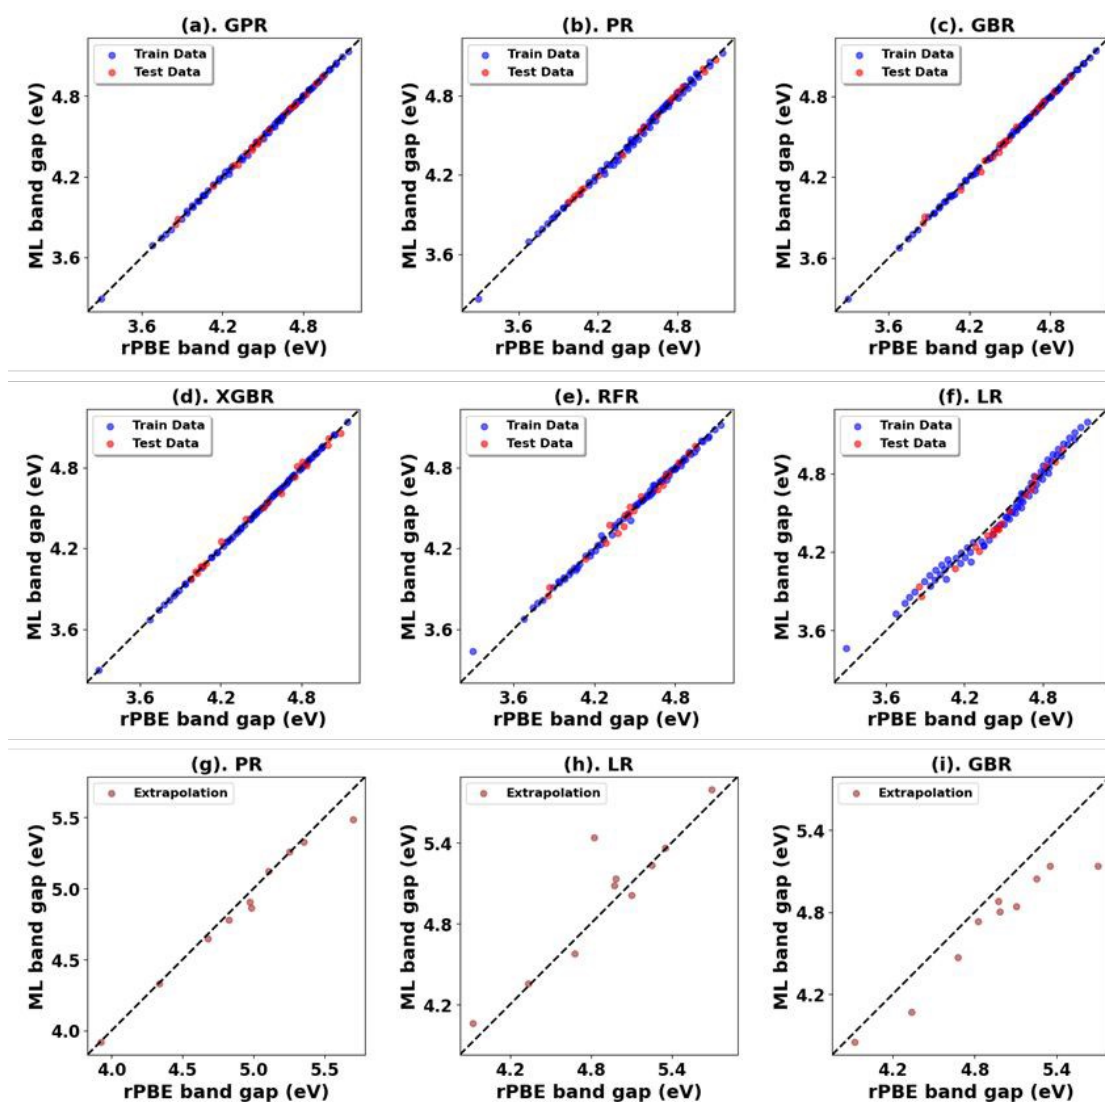 (a). GPR
Train Data
Test Data
ML band gap (eV)
4.8
4.2
3.6
3.6 4.2 4.8
rPBE band gap (eV)
(b). PR
Train Data
Test Data
ML band gap (eV)
4.8
4.2
3.6
3.6 4.2 4.8
rPBE band gap (eV)
(c). GBR
Train Data
Test Data
ML band gap (eV)
4.8
4.2
3.6
3.6 4.2 4.8
rPBE band gap (eV)
(d). XGBR
Train Data
Test Data
ML band gap (eV)
4.8
4.2
3.6
3.6 4.2 4.8
rPBE band gap (eV)
(e). RFR
Train Data
Test Data
ML band gap (eV)
4.8
4.2
3.6
3.6 4.2 4.8
rPBE band gap (eV)
(f). LR
Train Data
Test Data
ML band gap (eV)
4.8
4.2
3.6
3.6 4.2 4.8
rPBE band gap (eV)
(g). PR
Extrapolation
ML band gap (eV)
5.5
5.0
4.5
4.0
4.0 4.5 5.0 5.5
rPBE band gap (eV)
(h). LR
Extrapolation
ML band gap (eV)
5.4
4.8
4.2
4.2 4.8 5.4
rPBE band gap (eV)
(i). GBR
Extrapolation
ML band gap (eV)
5.4
4.8
4.2
4.2 4.8 5.4
rPBE band gap (eV)